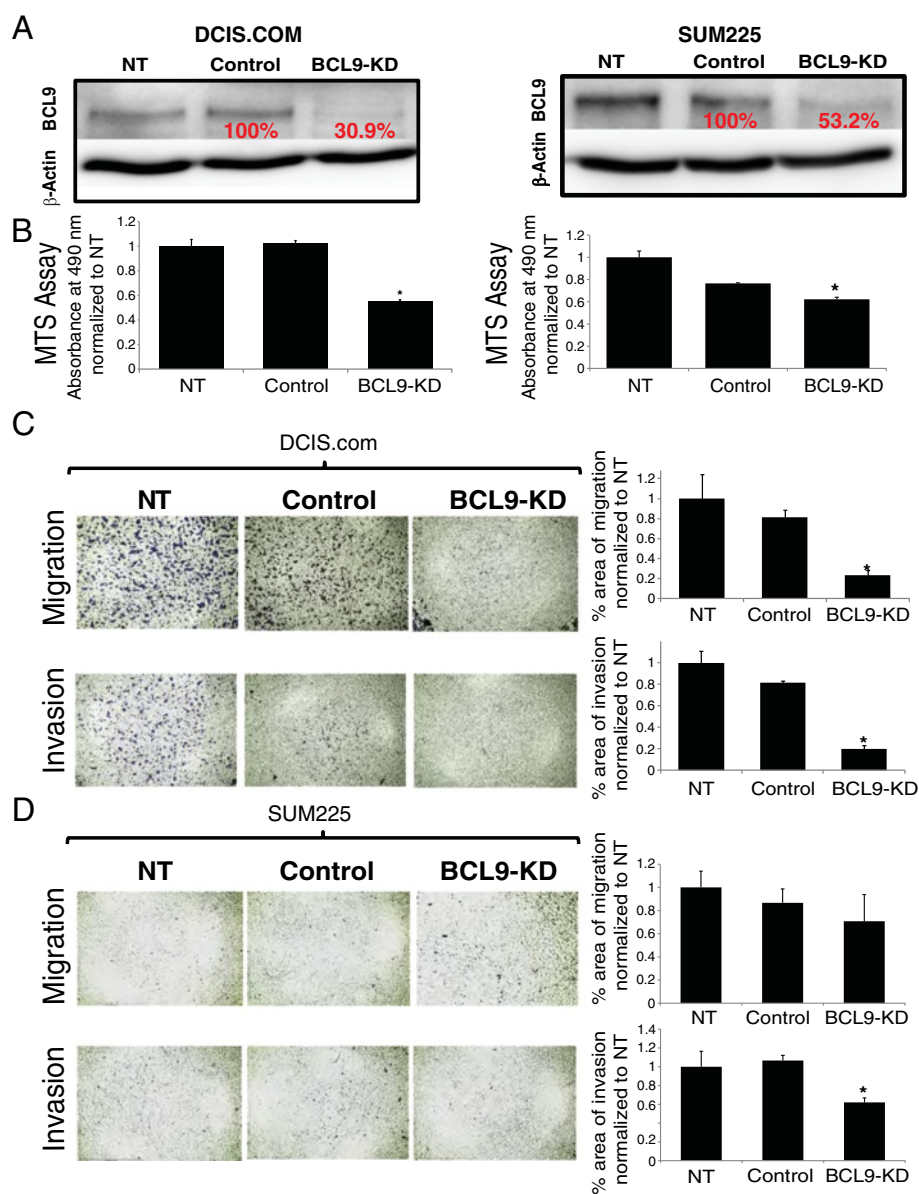 A
DCIS.COM
NT Control BCL9-KD
BCL9
100% 30.9%
β-Actin
SUM225
NT Control BCL9-KD
BCL9
100% 53.2%
β-Actin
B
MTS Assay
Absorbance at 490 nm
normalized to NT
1.2
1
0.8
0.6
0.4
0.2
0
*
NT Control BCL9-KD
MTS Assay
Absorbance at 490 nm
normalized to NT
1.2
1
0.8
0.6
0.4
0.2
0
*
NT Control BCL9-KD
C
DCIS.com
NT Control BCL9-KD
Migration
Invasion
% area of migration
normalized to NT
1.2
1
0.8
0.6
0.4
0.2
0
*
NT Control BCL9-KD
% area of invasion
normalized to NT
1.2
1
0.8
0.6
0.4
0.2
0
*
NT Control BCL9-KD
D
SUM225
NT Control BCL9-KD
Migration
Invasion
% area of migration
normalized to NT
1.2
1
0.8
0.6
0.4
0.2
0
NT Control BCL9-KD
% area of invasion
normalized to NT
1.4
1.2
1
0.8
0.6
0.4
0.2
0
*
NT Control BCL9-KD